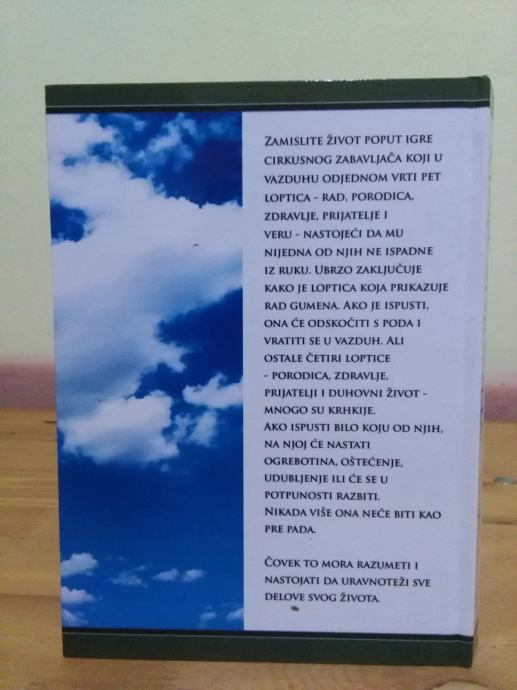 Zamislite život poput igre
cirkusnog zabavljača koji u
vazduhu odjednom vrti pet
loptica - rad, porodica,
zdravlje, prijatelje i
veru - nastojeći da mu
nijedna od njih ne ispadne
iz ruku. Ubrzo zaključuje
kako je loptica koja prikazuje
rad gumena. Ako je ispusti,
ona će odskočiti s poda i
vratiti se u vazduh. Ali
ostale četiri loptice
- porodica, zdravlje,
prijatelji i duhovni život -
mnogo su krhkije.
Ako ispusti bilo koju od njih,
na njoj će nastati
ogrebotina, oštećenje,
udubljenje ili će se u
potpunosti razbiti.
Nikada više ona neće biti kao
pre pada.
Čovek to mora razumeti i
nastojati da uravnoteži sve
delove svog života.